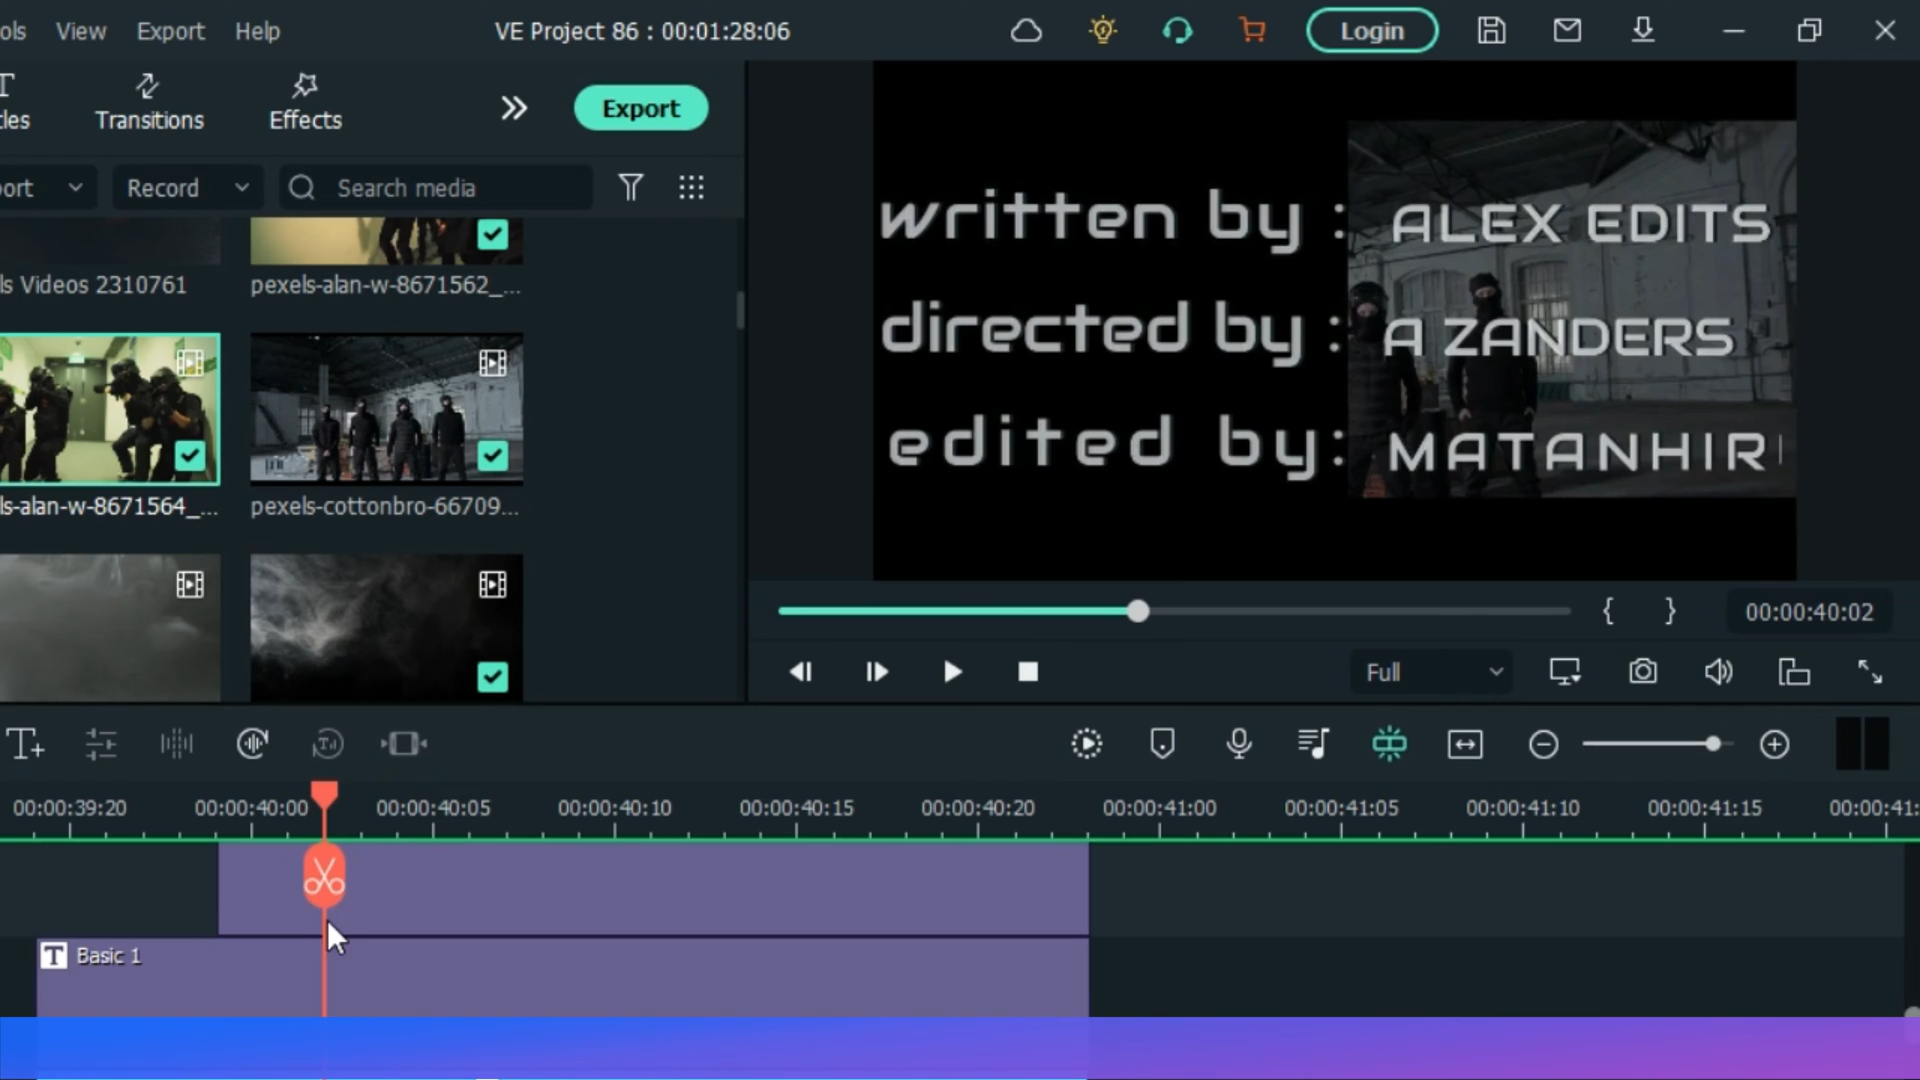 View Export Help VE Project 86 : 00:01:28:06 Login
Transitions Effects Export
Record Search media
Videos 2310761 pexels-alan-w-8671562_...
written by : ALEX EDITS
directed by : A ZANDERS
edited by: MATANHIR
s-alan-w-8671564_... pexels-cottonbro-66709...
00:00:40:02
Full
00:00:39:20 00:00:40:00 00:00:40:05 00:00:40:10 00:00:40:15 00:00:40:20 00:00:41:00 00:00:41:05 00:00:41:10 00:00:41:15 00:00:41:
T Basic 1